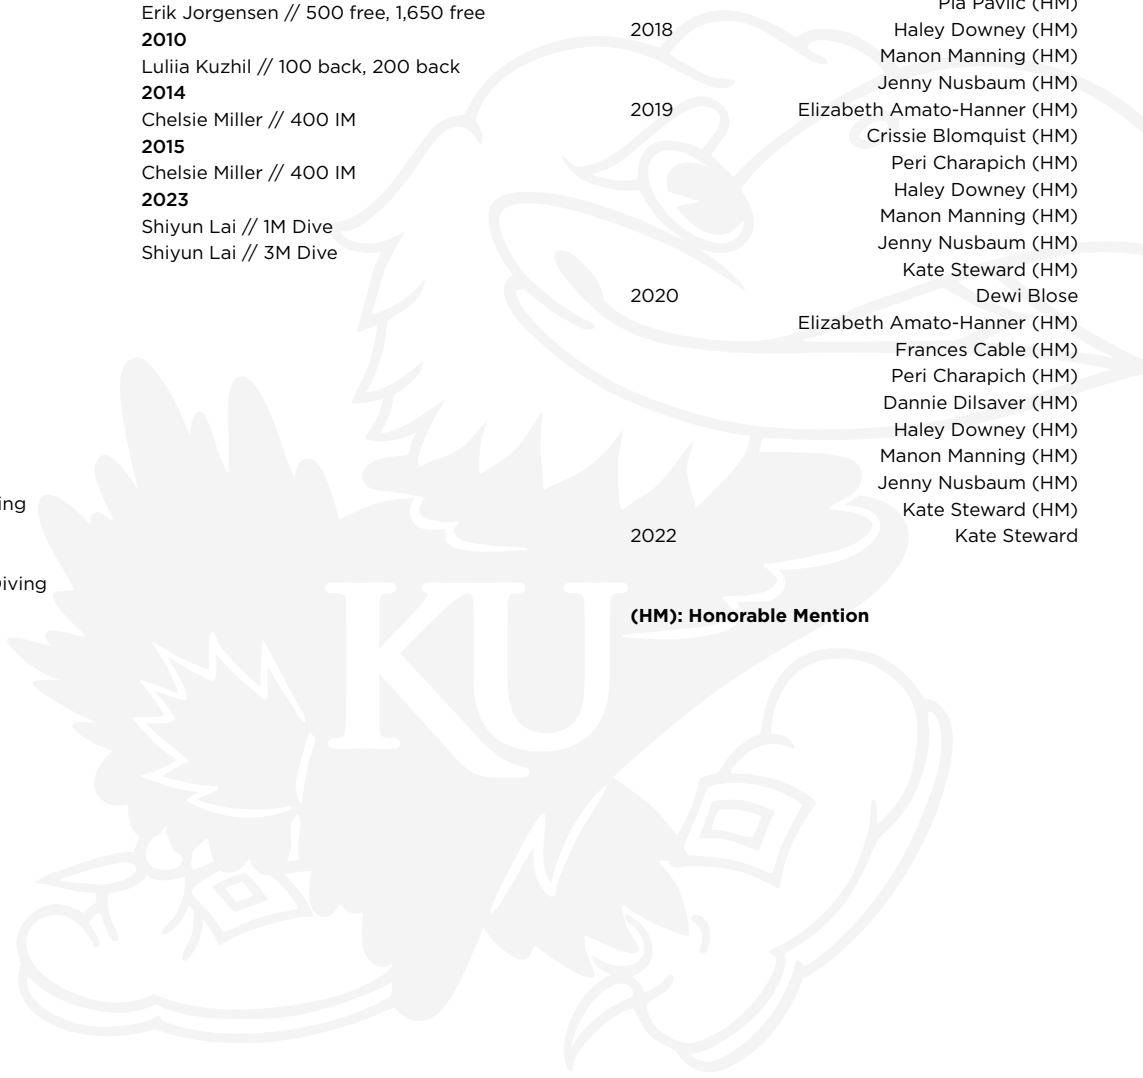 ing
iving
Erik Jorgensen // 500 free, 1,650 free
2010
Luliia Kuzhil // 100 back, 200 back
2014
Chelsie Miller // 400 IM
2015
Chelsie Miller // 400 IM
2023
Shiyun Lai // 1M Dive
Shiyun Lai // 3M Dive
Pia Pavlic (HM)
2018 Haley Downey (HM)
Manon Manning (HM)
Jenny Nusbaum (HM)
2019 Elizabeth Amato-Hanner (HM)
Crissie Blomquist (HM)
Peri Charapich (HM)
Haley Downey (HM)
Manon Manning (HM)
Jenny Nusbaum (HM)
Kate Steward (HM)
2020 Dewi Blose
Elizabeth Amato-Hanner (HM)
Frances Cable (HM)
Peri Charapich (HM)
Dannie Dilsaver (HM)
Haley Downey (HM)
Manon Manning (HM)
Jenny Nusbaum (HM)
Kate Steward (HM)
2022 Kate Steward
(HM): Honorable Mention
KU